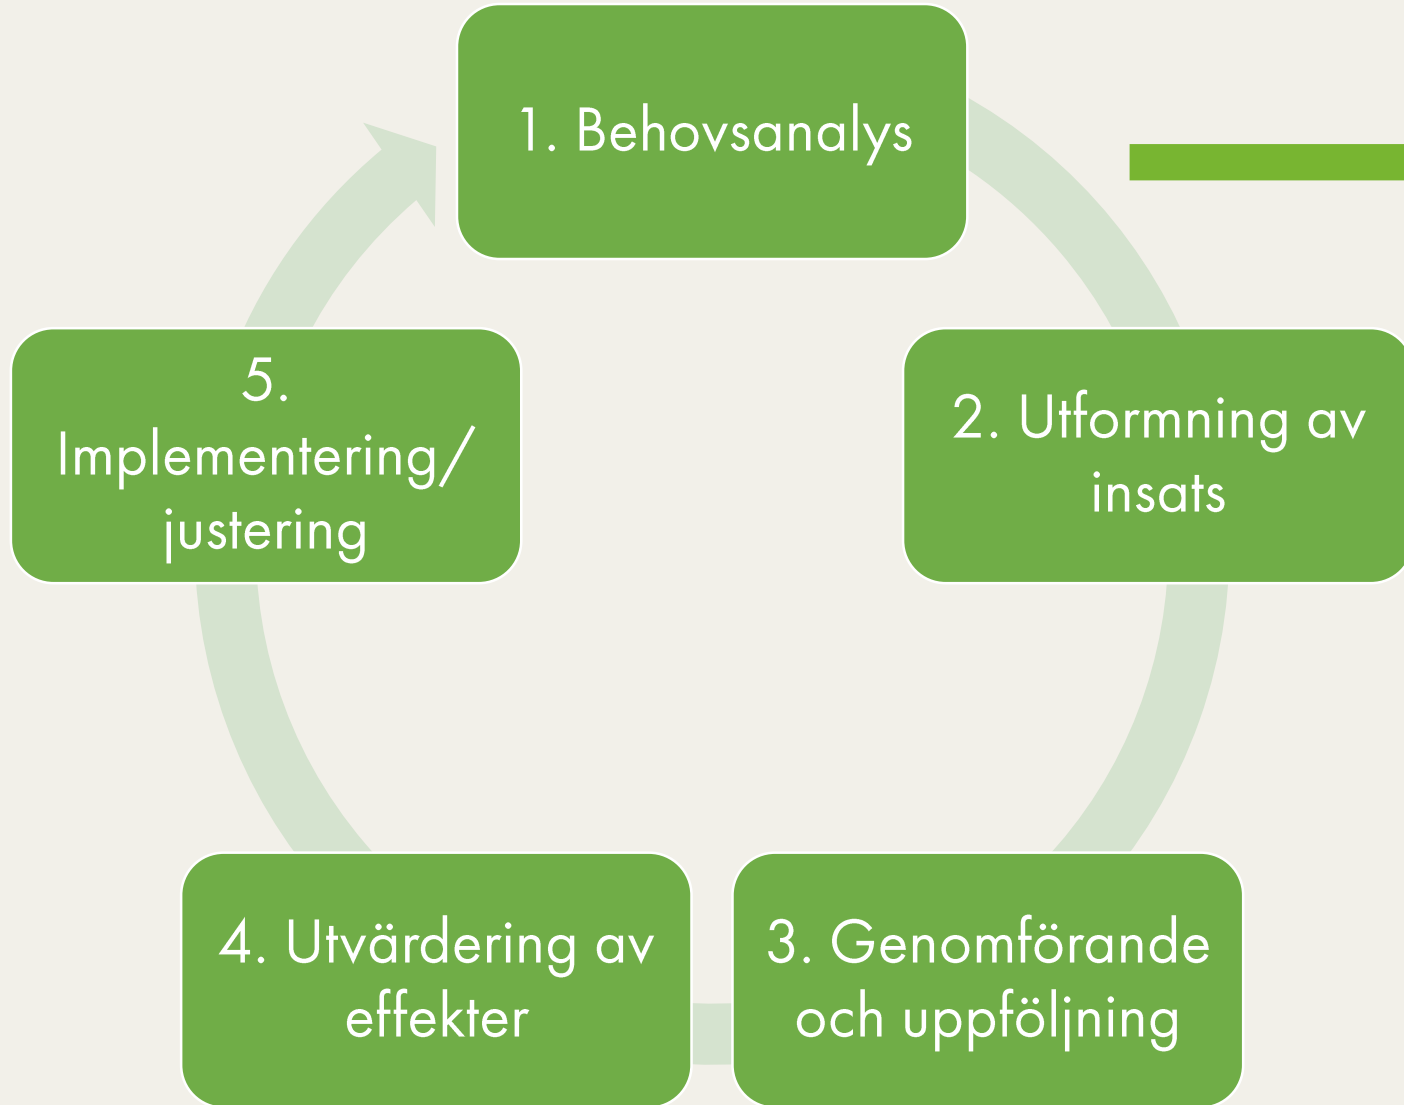 1. Behovsanalys
2. Utformning av
insats
3. Genomförande
och uppföljning
4. Utvärdering av
effekter
5.
Implementering/
justering